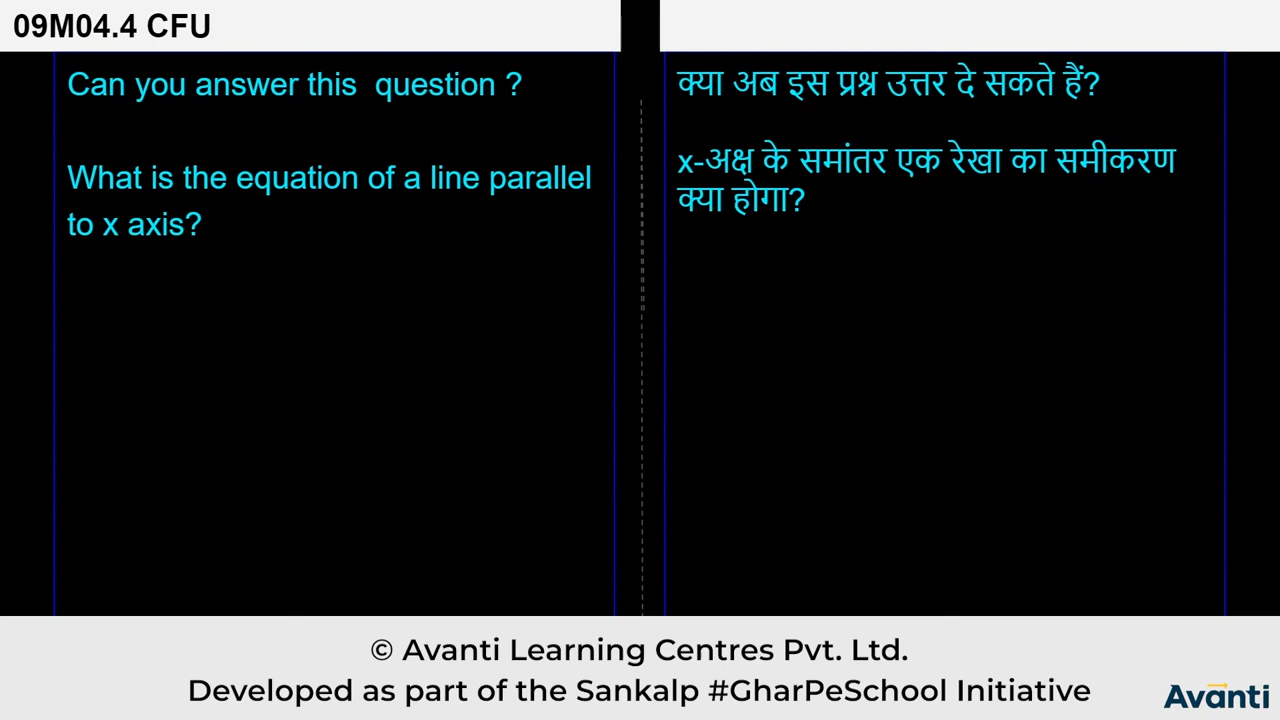 09M04.4 CFU
Can you answer this  question ?
What is the equation of a line parallel
to x axis?
क्या अब इस प्रश्न उत्तर दे सकते हैं?
x-अक्ष के समांतर एक रेखा का समीकरण
क्या होगा?
© Avanti Learning Centres Pvt. Ltd.
Developed as part of the Sankalp #GharPeSchool Initiative
Avanti